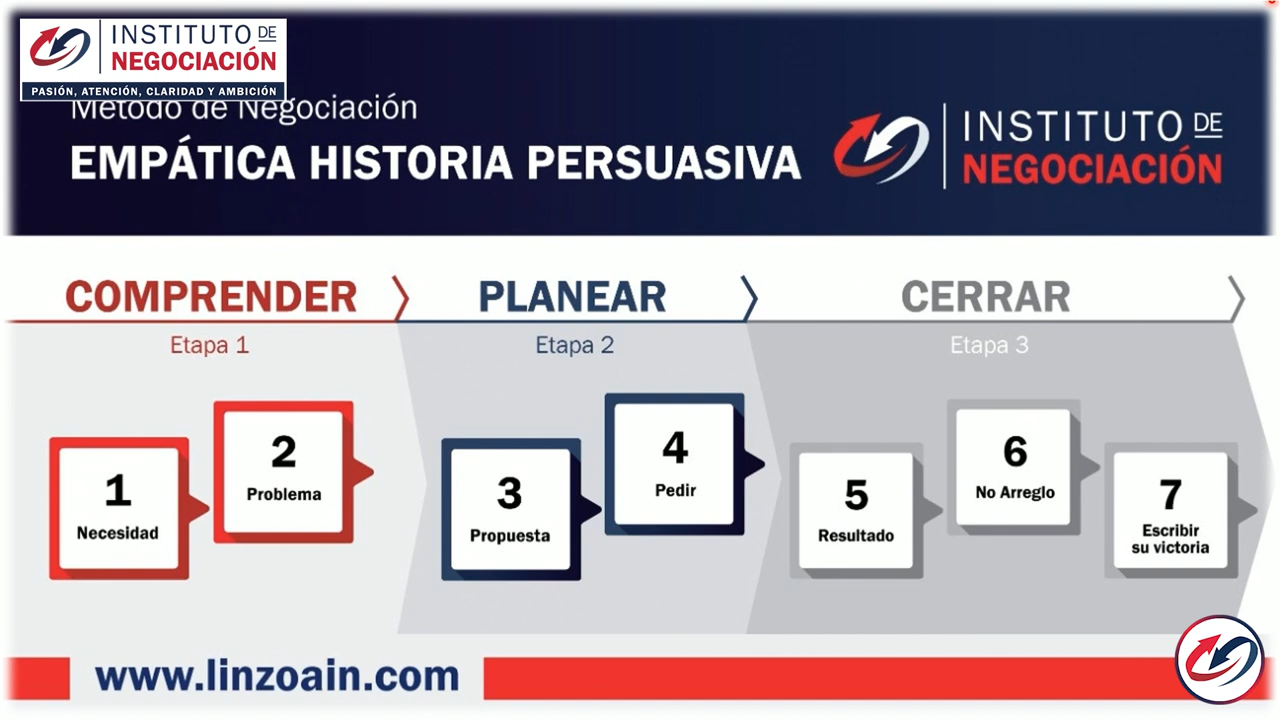 INSTITUTO DE
NEGOCIACIÓN
PASIÓN, ATENCIÓN, CLARIDAD Y AMBICIÓN
Método de Negociación
EMPÁTICA HISTORIA PERSUASIVA
INSTITUTO DE
NEGOCIACIÓN
COMPRENDER
PLANEAR
CERRAR
Etapa 1
Etapa 2
Etapa 3
1
Necesidad
2
Problema
3
Propuesta
4
Pedir
5
Resultado
6
No Arreglo
7
Escribir
su victoria
www.linzoain.com